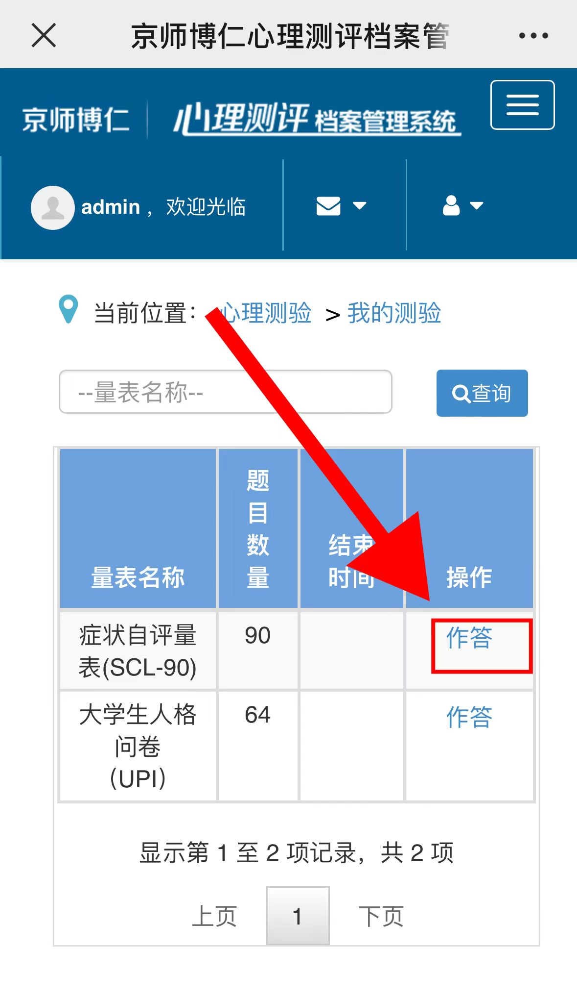 京师博仁心理测评档案管
京师博仁 心理测评 档案管理系统
admin ，欢迎光临
当前位置： 心理测验 > 我的测验
--量表名称--
查询
量表名称
题目数量
结束时间
操作
症状自评量
表(SCL-90)
90
作答
大学生人格
问卷
(UPI)
64
作答
显示第 1 至 2 项记录，共 2 项
上页 1 下页